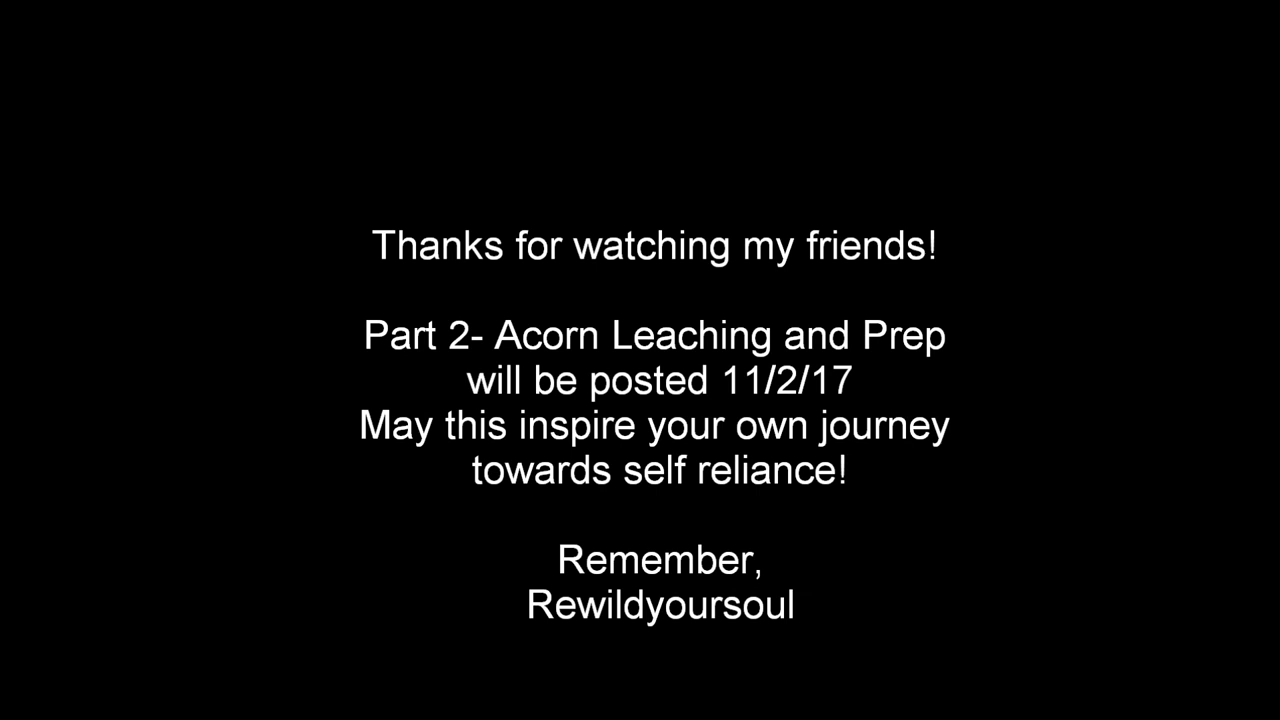 Thanks for watching my friends!
Part 2- Acorn Leaching and Prep
will be posted 11/2/17
May this inspire your own journey
towards self reliance!
Remember,
Rewildyoursoul